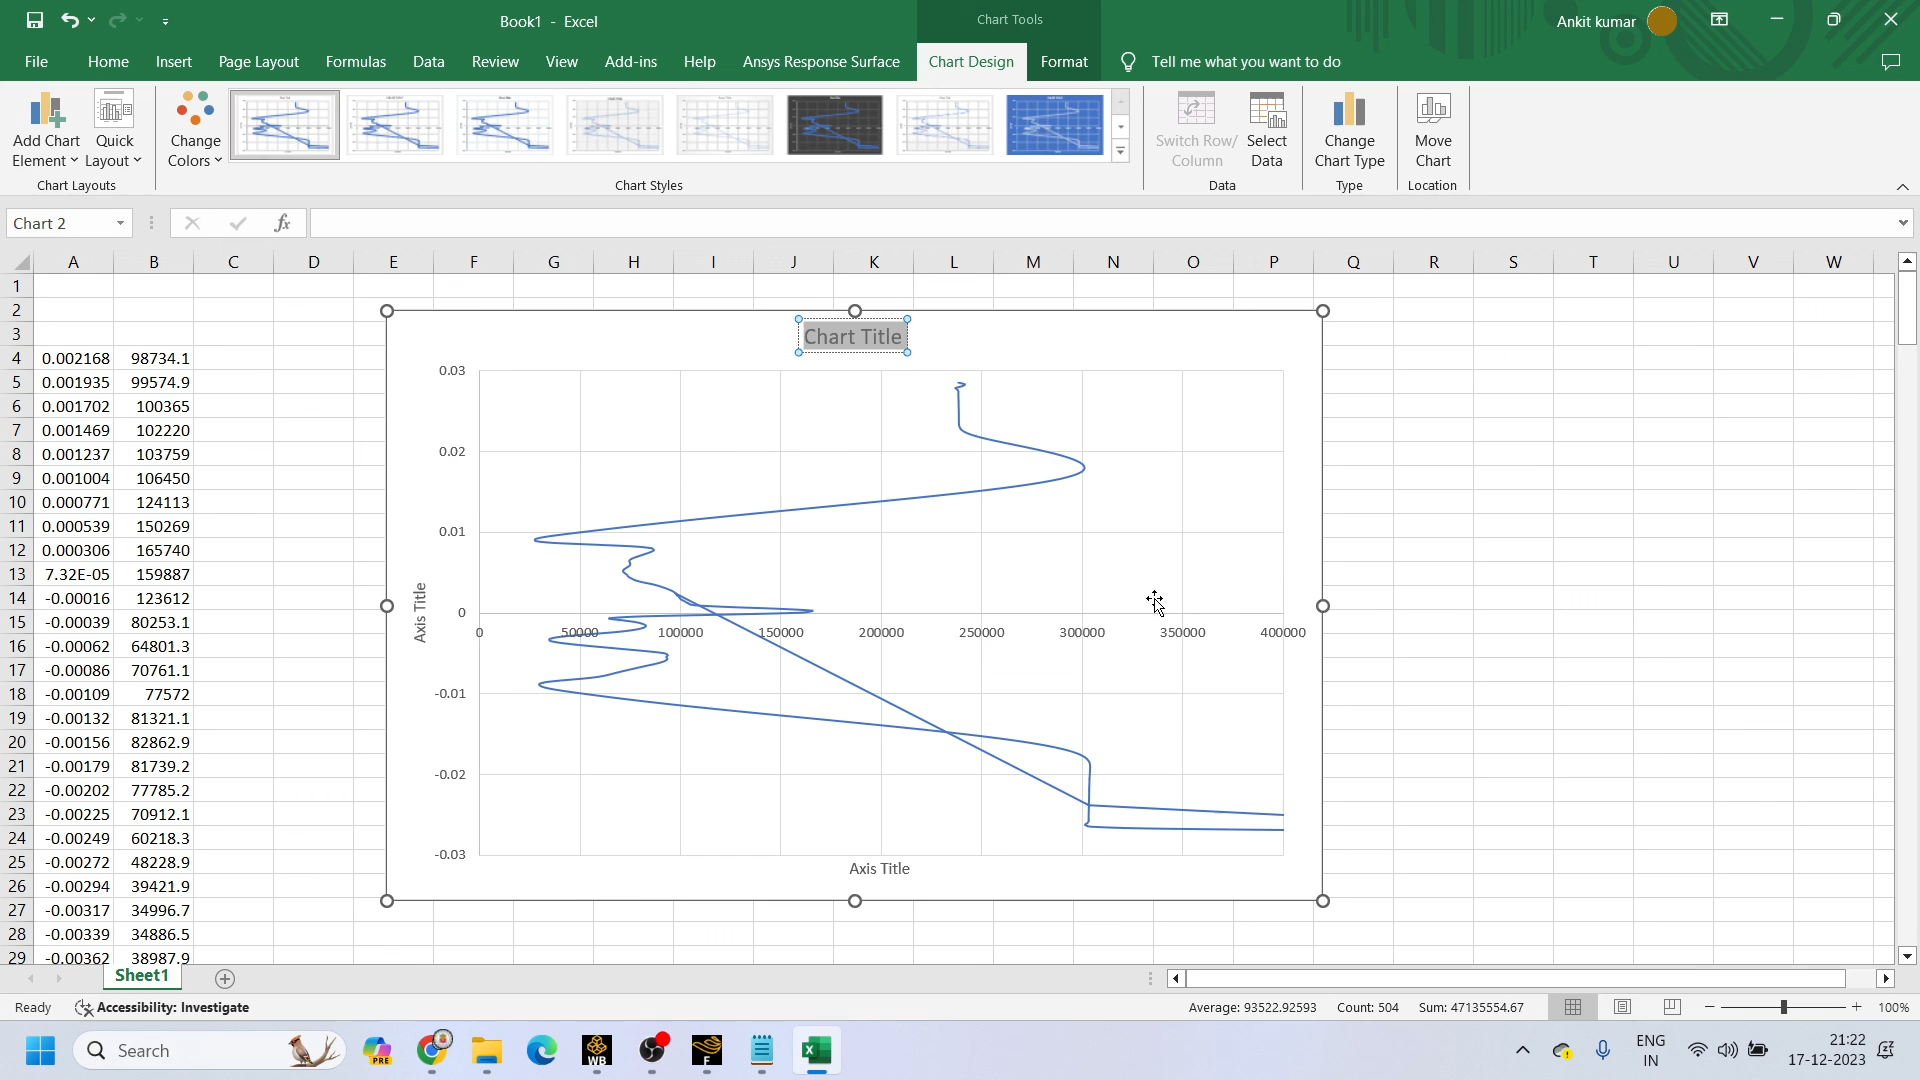 Book1 - Excel
Chart Tools
Ankit kumar
File Home Insert Page Layout Formulas Data Review View Add-ins Help Ansys Response Surface Chart Design Format Tell me what you want to do
Add Chart Element
Quick Layout
Change Colors
Switch Row/ Column
Select Data
Change Chart Type
Move Chart
Chart Layouts Chart Styles Data Type Location
Chart 2
fx
A B C D E F G H I J K L M N O P Q R S T U V W
1
2
3
4 0.002168 98734.1
5 0.001935 99574.9
6 0.001702 100365
7 0.001469 102220
8 0.001237 103759
9 0.001004 106450
10 0.000771 124113
11 0.000539 150269
12 0.000306 165740
13 7.32E-05 159887
14 -0.00016 123612
15 -0.00039 80253.1
16 -0.00062 64801.3
17 -0.00086 70761.1
18 -0.00109 77572
19 -0.00132 81321.1
20 -0.00156 82862.9
21 -0.00179 81739.2
22 -0.00202 77785.2
23 -0.00225 70912.1
24 -0.00249 60218.3
25 -0.00272 48228.9
26 -0.00294 39421.9
27 -0.00317 34996.7
28 -0.00339 34886.5
29 -0.00362 38987.9
Chart Title
0.03
0.02
0.01
0
-0.01
-0.02
-0.03
0 50000 100000 150000 200000 250000 300000 350000 400000
Axis Title
Axis Title
Sheet1
Ready Accessibility: Investigate Average: 93522.92593 Count: 504 Sum: 47135554.67 100%
Search
PRE
WB
F
ENG
IN
21:22
17-12-2023